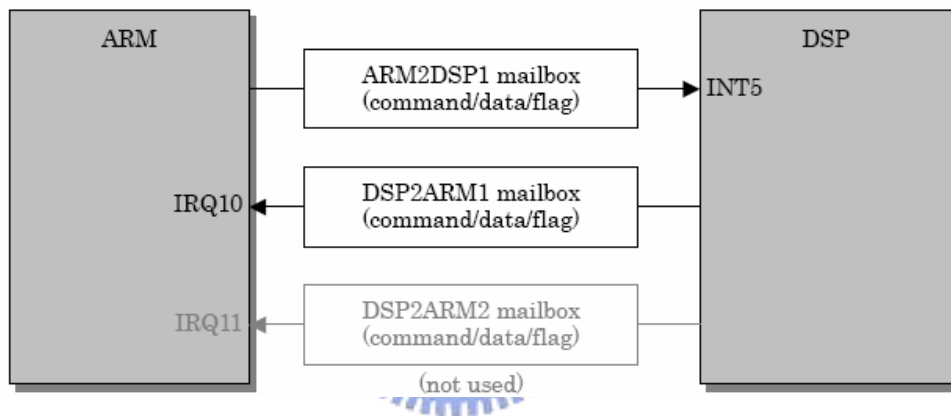 ARM
DSP
ARM2DSP1 mailbox
(command/data/flag)
INT5
DSP2ARM1 mailbox
(command/data/flag)
IRQ10
DSP2ARM2 mailbox
(command/data/flag)
IRQ11
(not used)